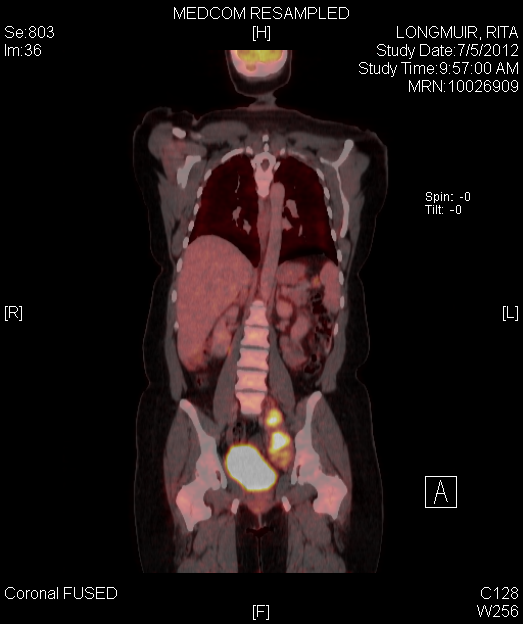 MEDCOM RESAMPLED
Se:803
[H]
LONGMUIR, RITA
Im:36
Study Date:7/5/2012
Study Time:9:57:00 AM
MRN:10026909
Spin: -0
Tilt: -0
[R]
[L]
A
Coronal FUSED
C128
[F]
W256